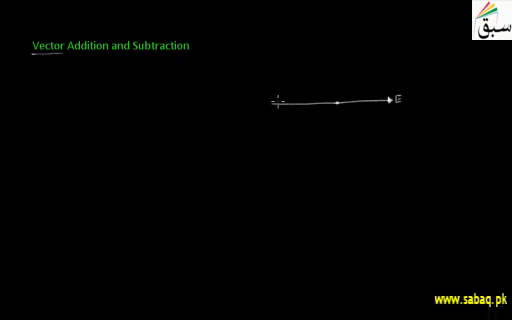 سبق
Vector Addition and Subtraction
E
www.sabaq.pk